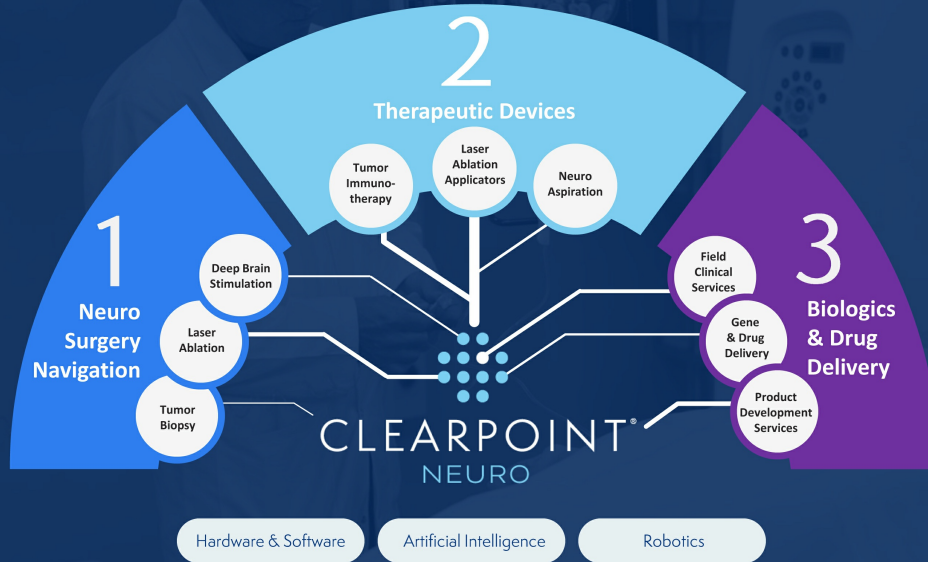 1
Neuro
Surgery
Navigation
Deep Brain
Stimulation
Laser
Ablation
Tumor
Biopsy
2
Therapeutic Devices
Tumor
Immuno-
therapy
Laser
Ablation
Applicators
Neuro
Aspiration
3
Biologics
& Drug
Delivery
Field
Clinical
Services
Gene
& Drug
Delivery
Product
Development
Services
CLEARPOINT®
NEURO
Hardware & Software
Artificial Intelligence
Robotics